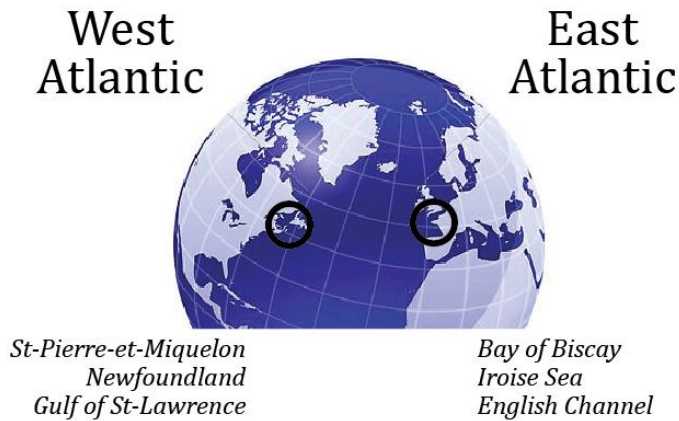 West
Atlantic
East
Atlantic
St-Pierre-et-Miquelon
Newfoundland
Gulf of St-Lawrence
Bay of Biscay
Iroise Sea
English Channel